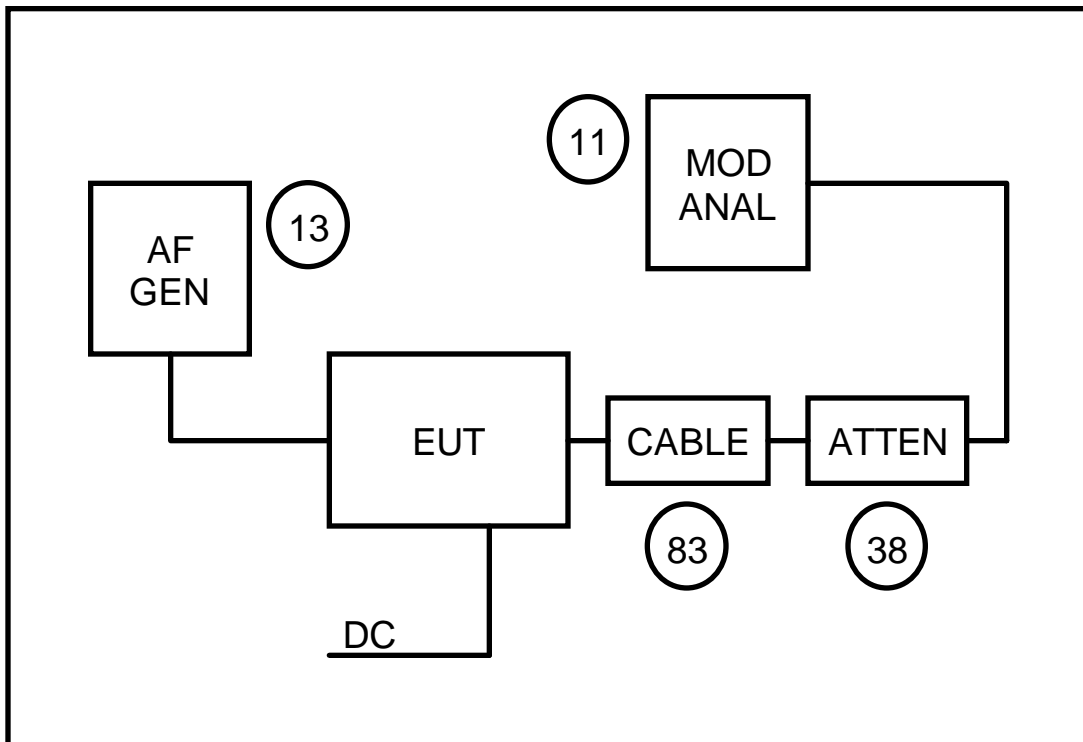 11
MOD
ANAL
13
AF
GEN
EUT
CABLE
ATTEN
83
38
DC